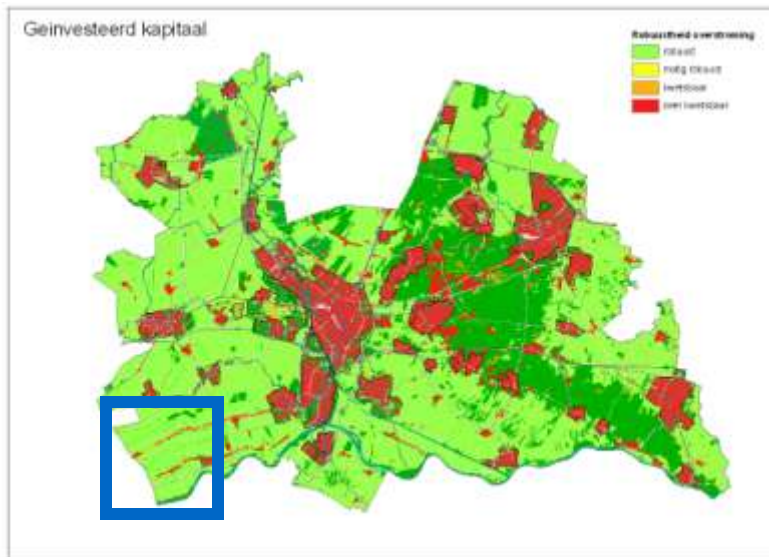 Geinvesteerd kapitaal
Robuustheid overstroming
robuust
matig robuust
kwetsbaar
zeer kwetsbaar